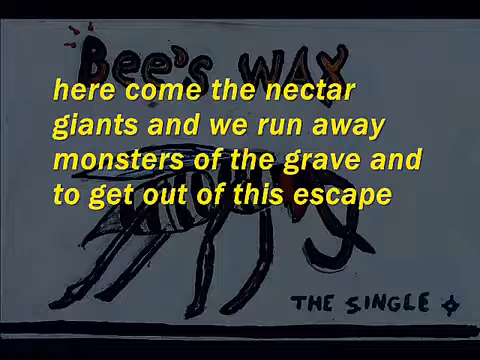 Bee's WAX
here come the nectar
giants and we run away
monsters of the grave and
to get out of this escape
THE SINGLE